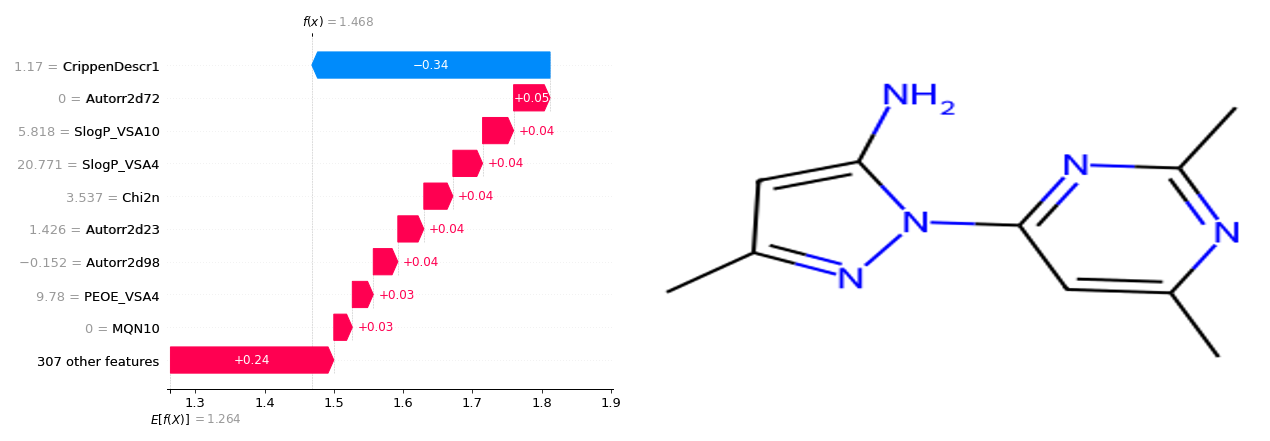 f(x) = 1.468
1.17 = CrippenDescr1
−0.34
0 = Autorr2d72
+0.05
5.818 = SlogP_VSA10
+0.04
20.771 = SlogP_VSA4
+0.04
3.537 = Chi2n
+0.04
1.426 = Autorr2d23
+0.04
−0.152 = Autorr2d98
+0.04
9.78 = PEOE_VSA4
+0.03
0 = MQN10
+0.03
307 other features
+0.24
1.3 1.4 1.5 1.6 1.7 1.8 1.9
E[f(X)] = 1.264
NH2
N
N
N
N